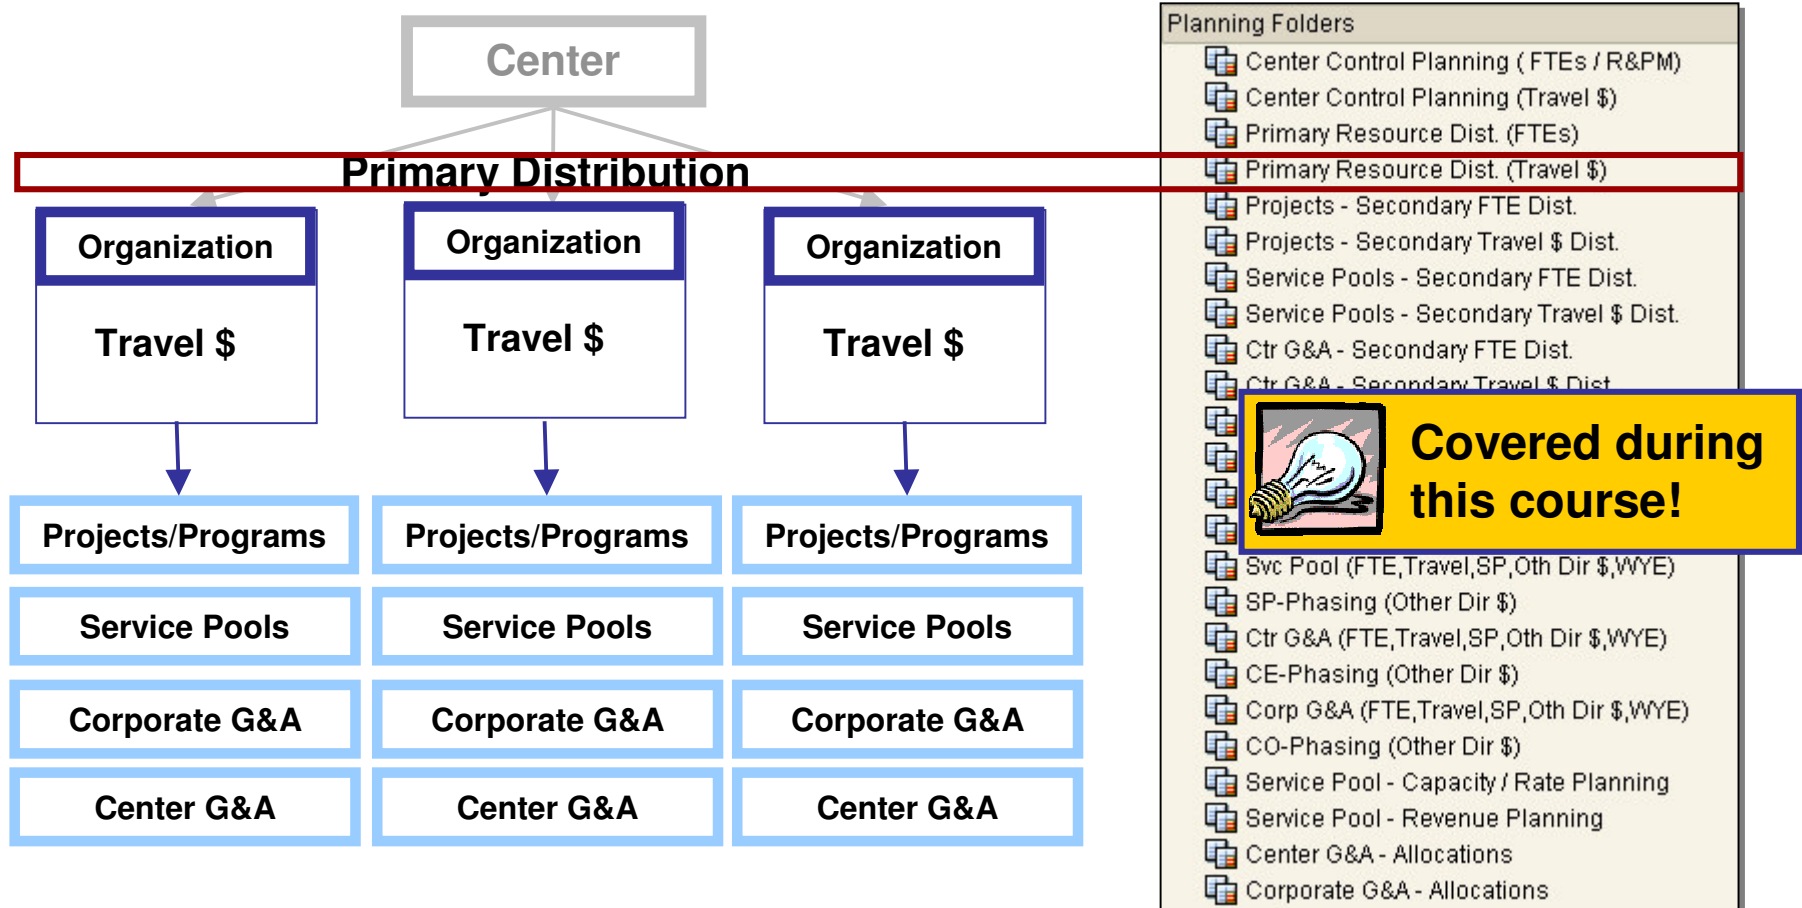 Center
Primary Distribution
Organization
Organization
Organization
Travel $
Travel $
Travel $
Projects/Programs
Projects/Programs
Projects/Programs
Service Pools
Service Pools
Service Pools
Corporate G&A
Corporate G&A
Corporate G&A
Center G&A
Center G&A
Center G&A
Planning Folders
Center Control Planning ( FTEs / R&PM)
Center Control Planning (Travel $)
Primary Resource Dist. (FTEs)
Primary Resource Dist. (Travel $)
Projects - Secondary FTE Dist.
Projects - Secondary Travel $ Dist.
Service Pools - Secondary FTE Dist.
Service Pools - Secondary Travel $ Dist.
Ctr G&A - Secondary FTE Dist.
Ctr G&A - Secondary Travel $ Dist
Covered during
this course!
Svc Pool (FTE,Travel,SP,Oth Dir $,WYE)
SP-Phasing (Other Dir $)
Ctr G&A (FTE,Travel,SP,Oth Dir $,WYE)
CE-Phasing (Other Dir $)
Corp G&A (FTE,Travel,SP,Oth Dir $,WYE)
CO-Phasing (Other Dir $)
Service Pool - Capacity / Rate Planning
Service Pool - Revenue Planning
Center G&A - Allocations
Corporate G&A - Allocations